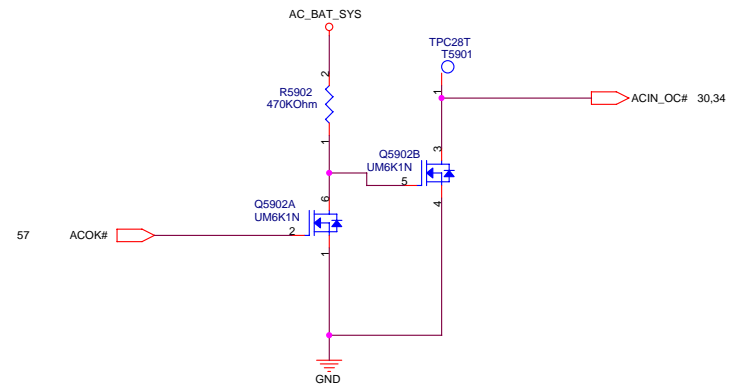 AC_BAT_SYS
TPC28T
T5901
2
R5902
470KOhm
1
1
ACIN_OC# 30,34
Q5902B
UM6K1N
3
5
4
Q5902A
UM6K1N
6
2
1
57 ACOK#
GND